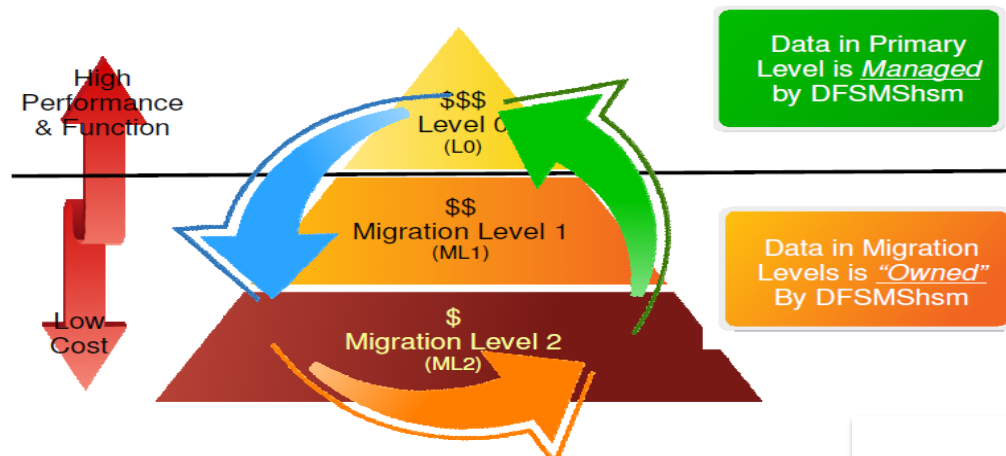 High
Performance
& Function
Low
Cost
$$$
Level 0
(L0)
$$
Migration Level 1
(ML1)
$
Migration Level 2
(ML2)
Data in Primary
Level is Managed
by DFSMShsm
Data in Migration
Levels is “Owned”
By DFSMShsm